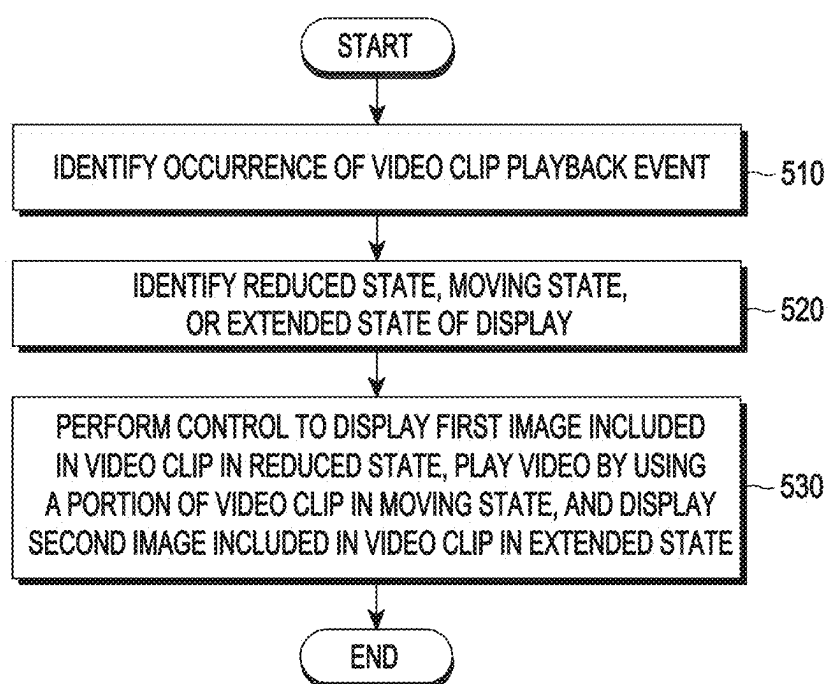 START
IDENTIFY OCCURRENCE OF VIDEO CLIP PLAYBACK EVENT
510
IDENTIFY REDUCED STATE, MOVING STATE,
OR EXTENDED STATE OF DISPLAY
520
PERFORM CONTROL TO DISPLAY FIRST IMAGE INCLUDED
IN VIDEO CLIP IN REDUCED STATE, PLAY VIDEO BY USING
A PORTION OF VIDEO CLIP IN MOVING STATE, AND DISPLAY
SECOND IMAGE INCLUDED IN VIDEO CLIP IN EXTENDED STATE
530
END